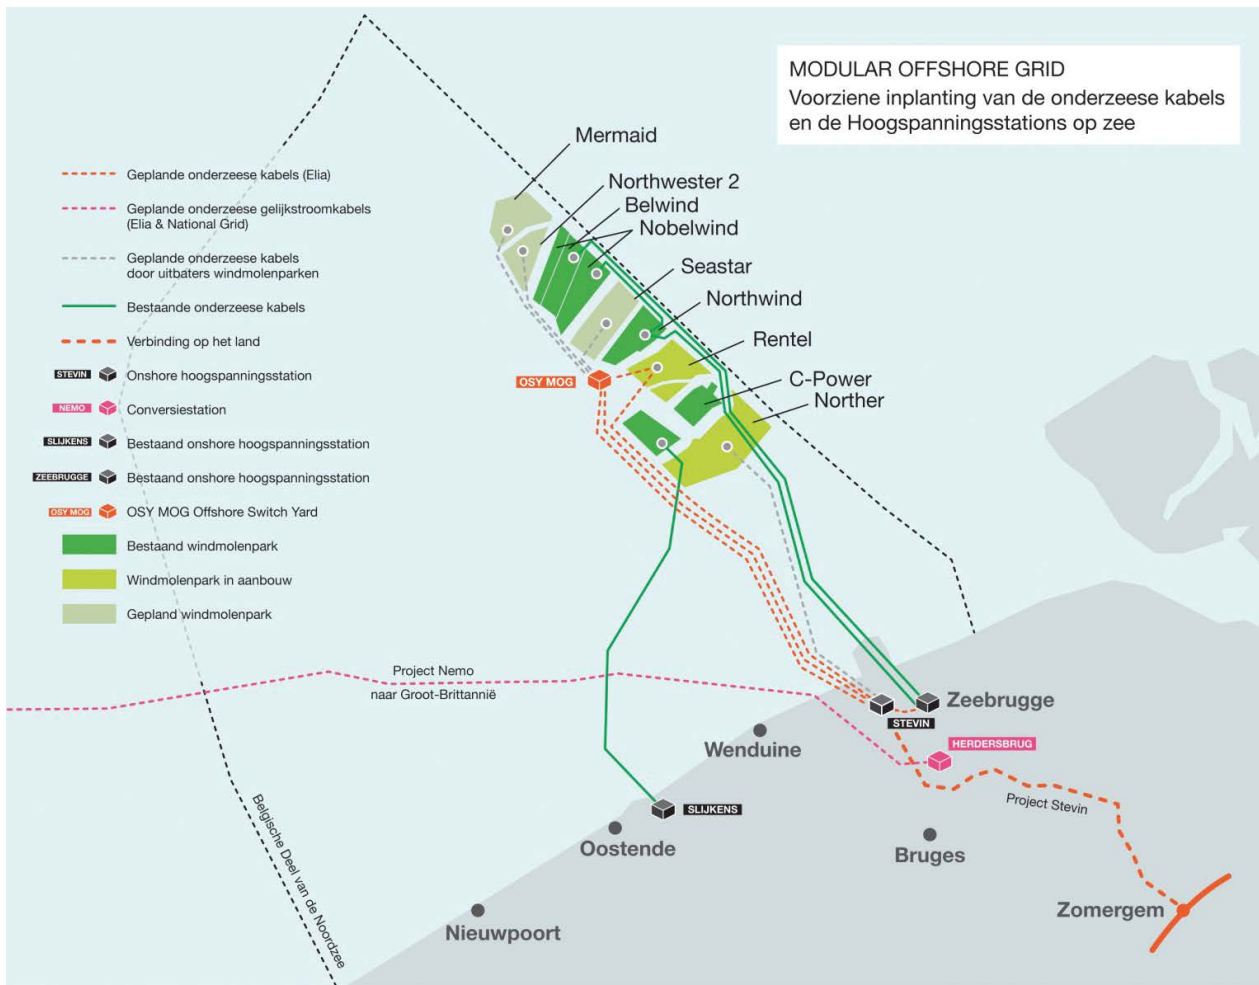 MODULAR OFFSHORE GRID
Voorziene inplanting van de onderzeese kabels
en de Hoogspanningsstations op zee
Mermaid
Northwester 2
Belwind
Nobelwind
Seastar
Northwind
Rentel
C-Power
Norther
OSY MOG
Geplande onderzeese kabels (Elia)
Geplande onderzeese gelijkstroomkabels
(Elia & National Grid)
Geplande onderzeese kabels
door uitbaters windmolenparken
Bestaande onderzeese kabels
Verbinding op het land
STEVIN Onshore hoogspanningsstation
NEMO Conversiestation
SLIJKENS Bestaand onshore hoogspanningsstation
ZEEBRUGGE Bestaand onshore hoogspanningsstation
OSY MOG OSY MOG Offshore Switch Yard
Bestaand windmolenpark
Windmolenpark in aanbouw
Gepland windmolenpark
Project Nemo
naar Groot-Brittannië
Zeebrugge
STEVIN
HERDERSBRUG
Wenduine
Project Stevin
SLIJKENS
Oostende
Bruges
Belgische Deel van de Noordzee
Nieuwpoort
Zomergem